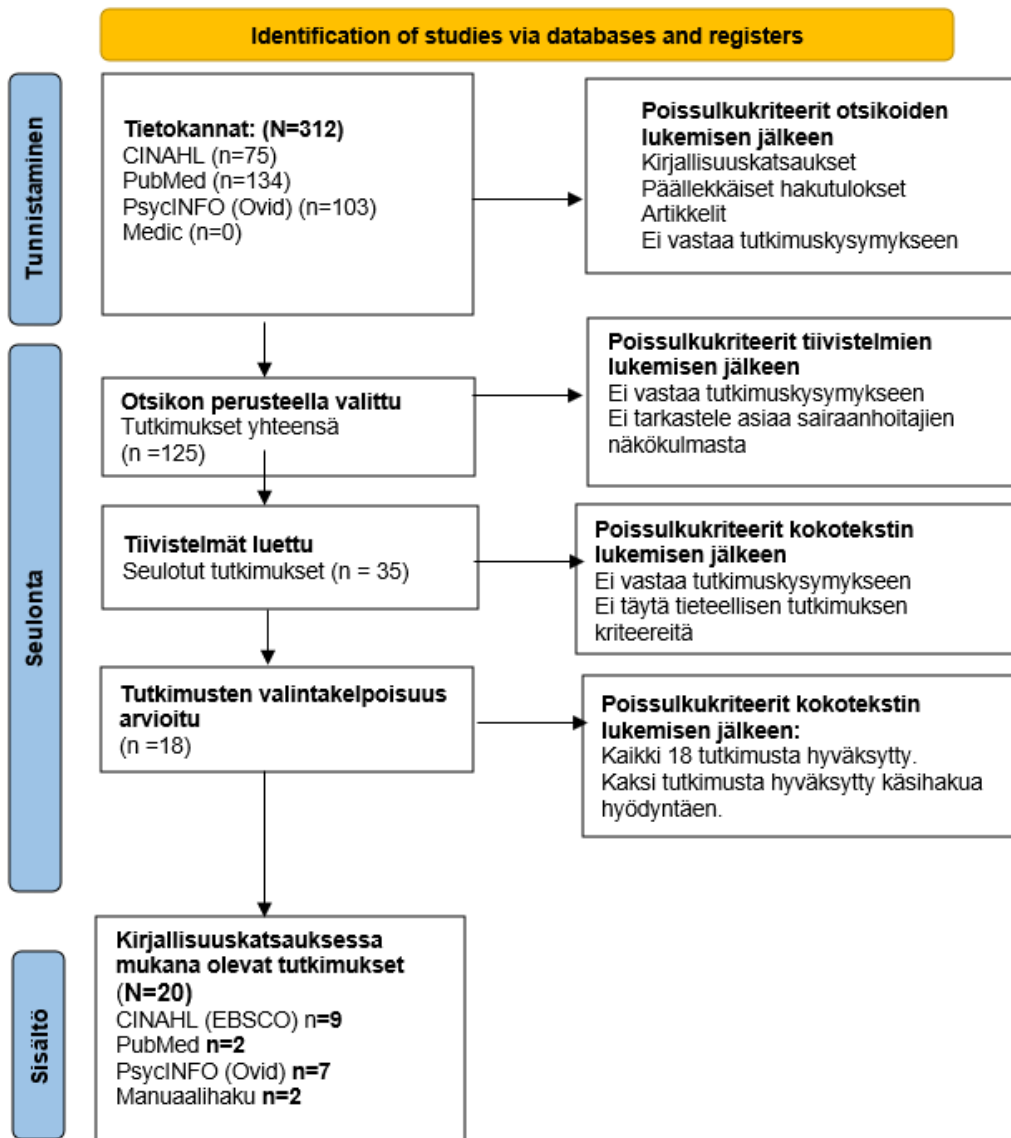 Identification of studies via databases and registers
Tunnistaminen
Tietokannat: (N=312)
CINAHL (n=75)
PubMed (n=134)
PsycINFO (Ovid) (n=103)
Medic (n=0)
Poissulkukriteerit otsikoiden
lukemisen jälkeen
Kirjallisuuskatsaukset
Päällekkäiset hakutulokset
Artikkelit
Ei vastaa tutkimuskysymykseen
Seulonta
Otsikon perusteella valittu
Tutkimukset yhteensä
(n =125)
Poissulkukriteerit tiivistelmien
lukemisen jälkeen
Ei vastaa tutkimuskysymykseen
Ei tarkastele asiaa sairaanhoitajien
näkökulmasta
Tiivistelmät luettu
Seulotut tutkimukset (n = 35)
Poissulkukriteerit kokotekstin
lukemisen jälkeen
Ei vastaa tutkimuskysymykseen
Ei täytä tieteellisen tutkimuksen
kriteereitä
Tutkimusten valintakelpoisuus
arvioitu
(n =18)
Poissulkukriteerit kokotekstin
lukemisen jälkeen:
Kaikki 18 tutkimusta hyväksytty.
Kaksi tutkimusta hyväksytty käsihakua
hyödyntäen.
Sisältö
Kirjallisuuskatsauksessa
mukana olevat tutkimukset
(N=20)
CINAHL (EBSCO) n=9
PubMed n=2
PsycINFO (Ovid) n=7
Manuaalihaku n=2